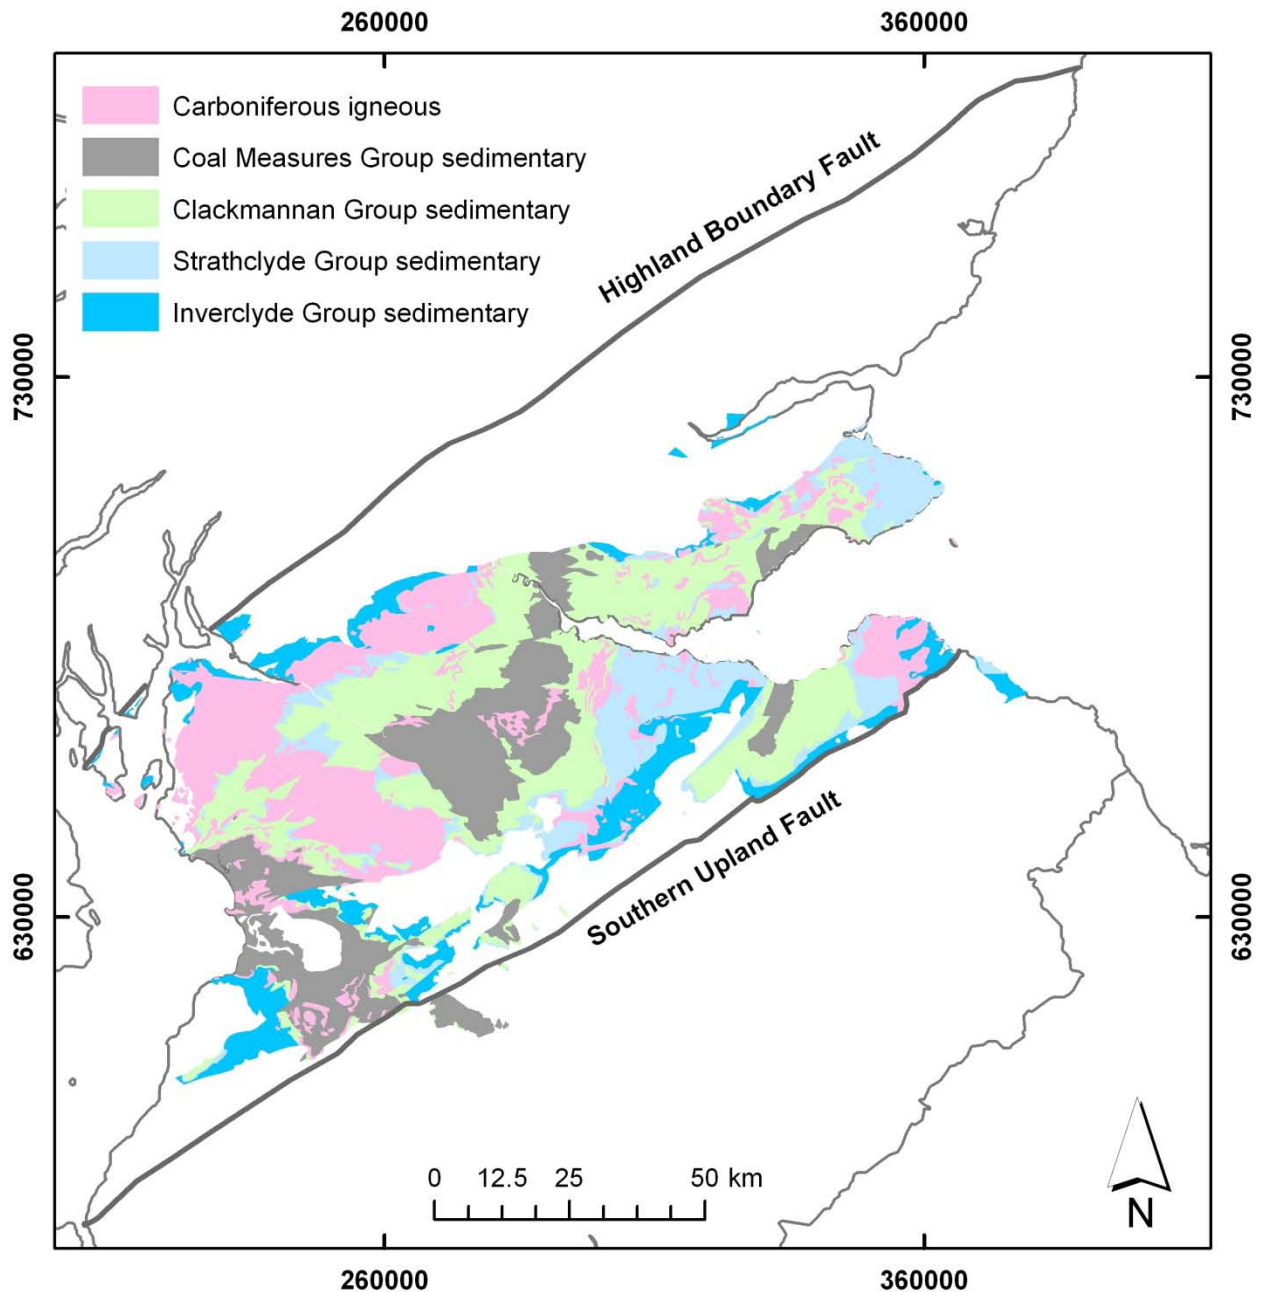 260000
360000
Carboniferous igneous
Coal Measures Group sedimentary
Clackmannan Group sedimentary
Strathclyde Group sedimentary
Inverclyde Group sedimentary
Highland Boundary Fault
730000
730000
Southern Upland Fault
630000
630000
0 12.5 25 50 km
N
260000
360000